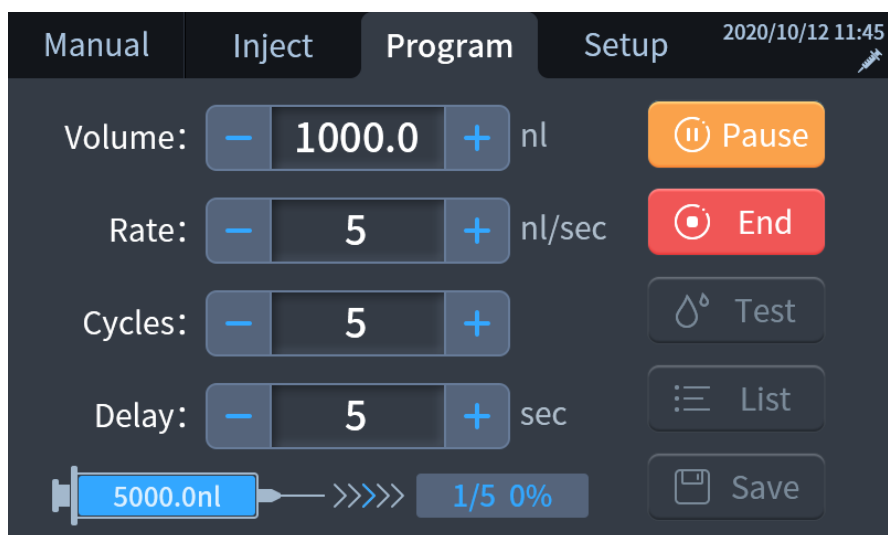 Manual Inject Program Setup 2020/10/12 11:45
Volume: − 1000.0 + nl
Pause
Rate: − 5 + nl/sec
End
Cycles: − 5 +
Test
Delay: − 5 + sec
List
5000.0nl 1/5 0%
Save